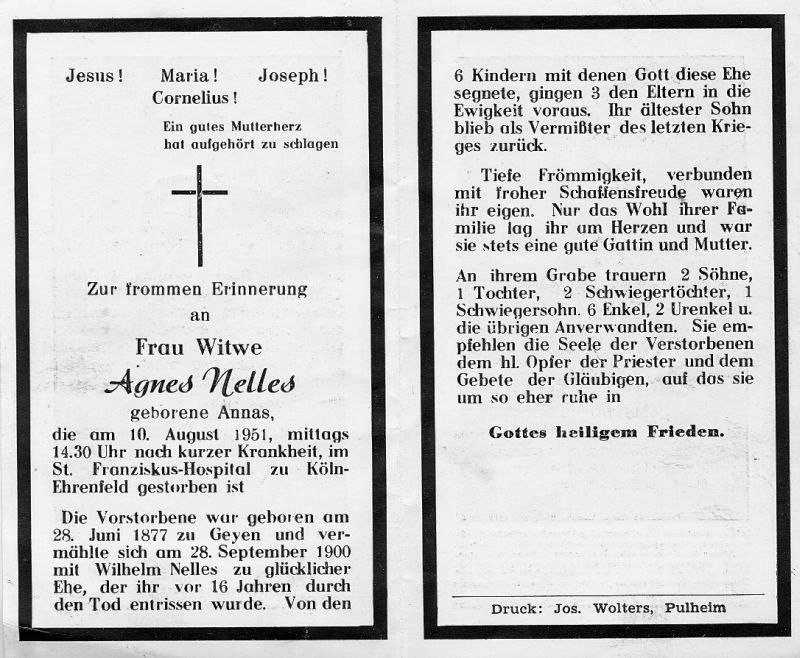 Jesus! Maria! Joseph!
Cornelius!
Ein gutes Mutterherz
hat aufgehört zu schlagen
Zur frommen Erinnerung
an
Frau Witwe
Agnes Nelles
geborene Annas,
die am 10. August 1951, mittags
14.30 Uhr nach kurzer Krankheit, im
St. Franziskus-Hospital zu Köln-
Ehrenfeld gestorben ist
Die Vorstorbene war geboren am
28. Juni 1877 zu Geyen und ver-
mählte sich am 28. September 1900
mit Wilhelm Nelles zu glücklicher
Ehe, der ihr vor 16 Jahren durch
den Tod entrissen wurde. Von den
6 Kindern mit denen Gott diese Ehe
segnete, gingen 3 den Eltern in die
Ewigkeit voraus. Ihr ältester Sohn
blieb als Vermißter des letzten Krie-
ges zurück.
Tiefe Frömmigkeit, verbunden
mit froher Schaffensfreude waren
ihr eigen. Nur das Wohl ihrer Fa-
milie lag ihr am Herzen und war
sie stets eine gute Gattin und Mutter.
An ihrem Grabe trauern 2 Söhne,
1 Tochter, 2 Schwiegertöchter, 1
Schwiegersohn. 6 Enkel, 2 Urenkel u.
die übrigen Anverwandten. Sie em-
pfehlen die Seele der Verstorbenen
dem hl. Opfer der Priester und dem
Gebete der Gläubigen, auf das sie
um so eher ruhe in
Gottes heiligem Frieden.
Druck: Jos. Wolters, Pulheim